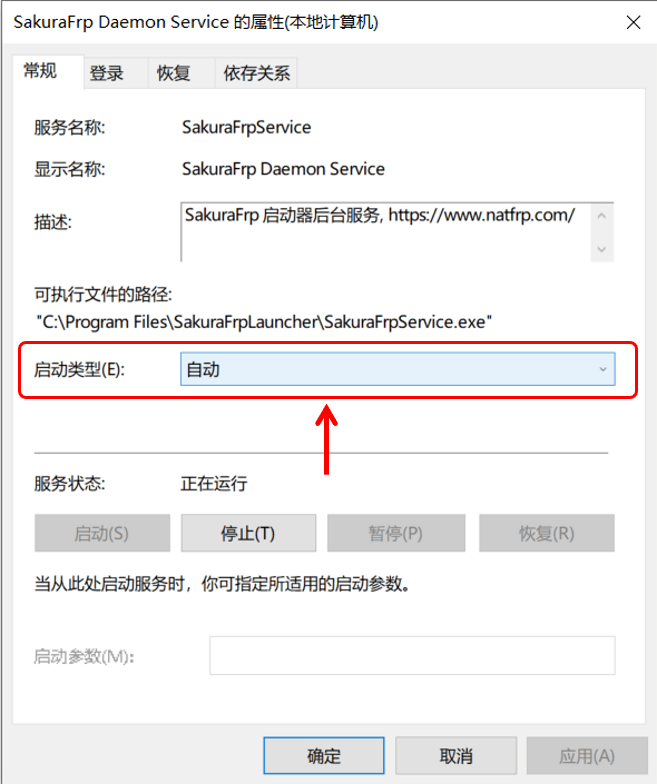 SakuraFrp Daemon Service 的属性(本地计算机)
常规 登录 恢复 依存关系
服务名称: SakuraFrpService
显示名称: SakuraFrp Daemon Service
描述: SakuraFrp 启动器后台服务, https://www.natfrp.com/
可执行文件的路径:
"C:\Program Files\SakuraFrpLauncher\SakuraFrpService.exe"
启动类型(E): 自动
服务状态: 正在运行
启动(S) 停止(T) 暂停(P) 恢复(R)
当从此处启动服务时，你可指定所适用的启动参数。
启动参数(M):
确定 取消 应用(A)